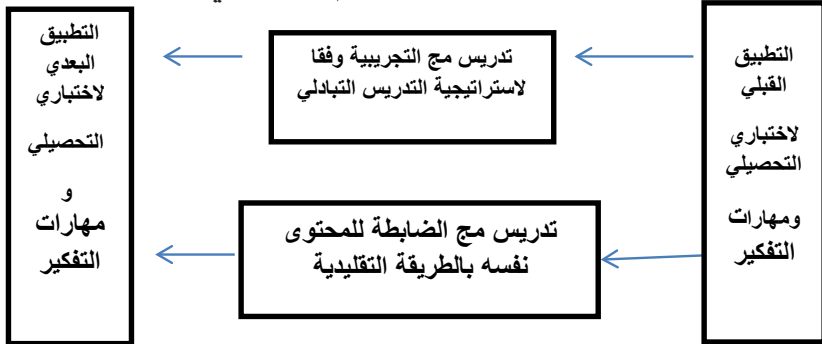 التطبيق
القبلي
لاختباري
التحصيلي
ومهارات
التفكير
تدريس مج التجريبية وفقا
لاستراتيجية التدريس التبادلي
تدريس مج الضابطة للمحتوى
نفسه بالطريقة التقليدية
التطبيق
البعدي
لاختباري
التحصيلي
و
مهارات
التفكير